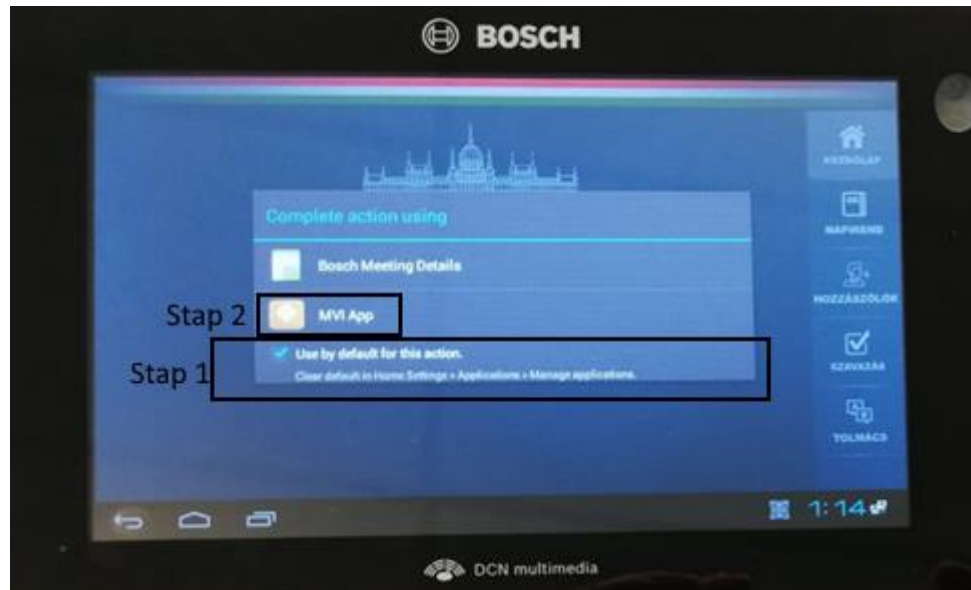 BOSCH
KEZDŐLAP
NAPIREND
Complete action using
Bosch Meeting Details
HOZZÁSZÓLÓK
Stap 2
MVI App
Use by default for this action.
Stap 1
Clear default in Home Settings > Applications > Manage applications.
SZAVAZÁS
TOLMÁCS
1:14
DCN multimedia